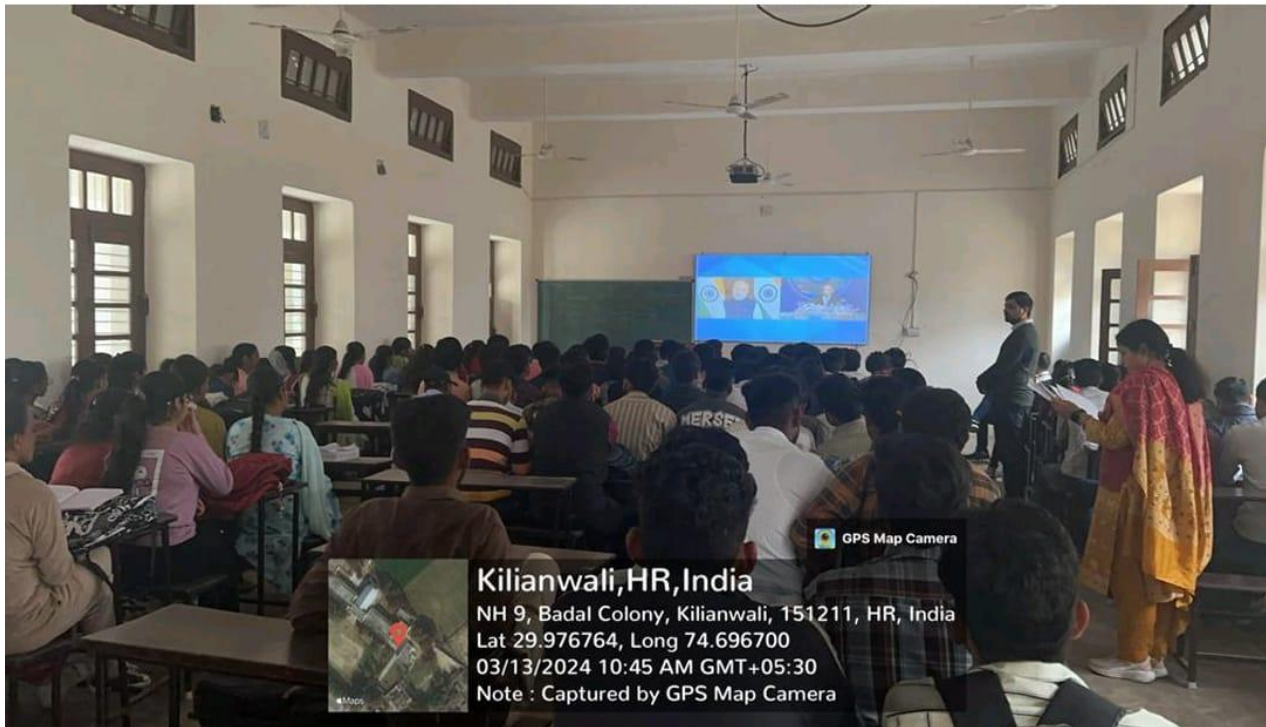 MERSE
GPS Map Camera
Kilianwali,HR,India
NH 9, Badal Colony, Kilianwali, 151211, HR, India
Lat 29.976764, Long 74.696700
03/13/2024 10:45 AM GMT+05:30
Note : Captured by GPS Map Camera
Maps